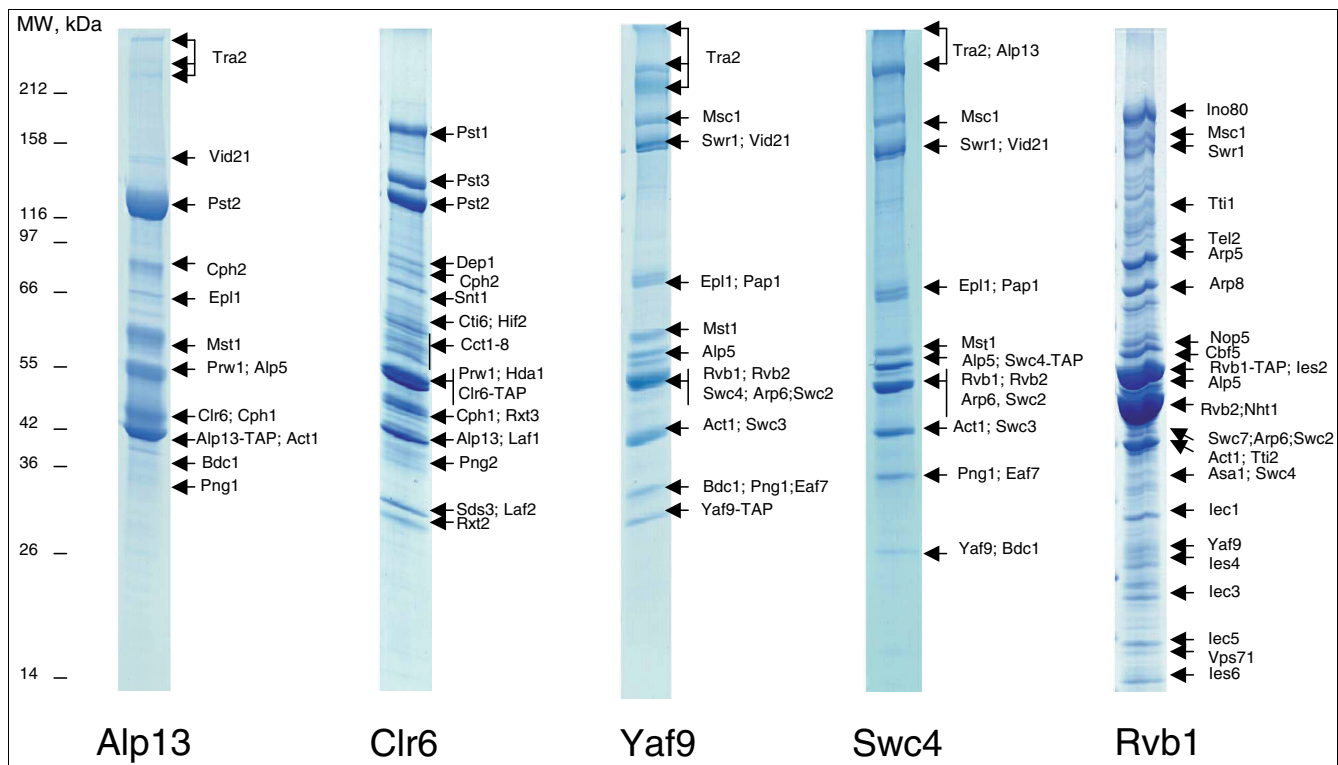 MW, kDa
212
158
116
97
66
55
42
36
26
14
Tra2
Vid21
Pst2
Cph2
Epl1
Mst1
Prw1; Alp5
Clr6; Cph1
Alp13-TAP; Act1
Bdc1
Png1
Alp13
Pst1
Pst3
Pst2
Dep1
Cph2
Snt1
Cti6; Hif2
Cct1-8
Prw1; Hda1
Clr6-TAP
Cph1; Rxt3
Alp13; Laf1
Png2
Sds3; Laf2
Rxt2
Clr6
Tra2
Msc1
Swr1; Vid21
Epl1; Pap1
Mst1
Alp5
Rvb1; Rvb2
Swc4; Arp6;Swc2
Act1; Swc3
Bdc1; Png1;Eaf7
Yaf9-TAP
Yaf9
Tra2; Alp13
Msc1
Swr1; Vid21
Epl1; Pap1
Mst1
Alp5; Swc4-TAP
Rvb1; Rvb2
Arp6, Swc2
Act1; Swc3
Png1; Eaf7
Yaf9; Bdc1
Swc4
Ino80
Msc1
Swr1
Tti1
Tel2
Arp5
Arp8
Nop5
Cbf5
Rvb1-TAP; Ies2
Alp5
Rvb2;Nht1
Swc7;Arp6;Swc2
Act1; Tti2
Asa1; Swc4
Iec1
Yaf9
Ies4
Iec3
Iec5
Vps71
Ies6
Rvb1